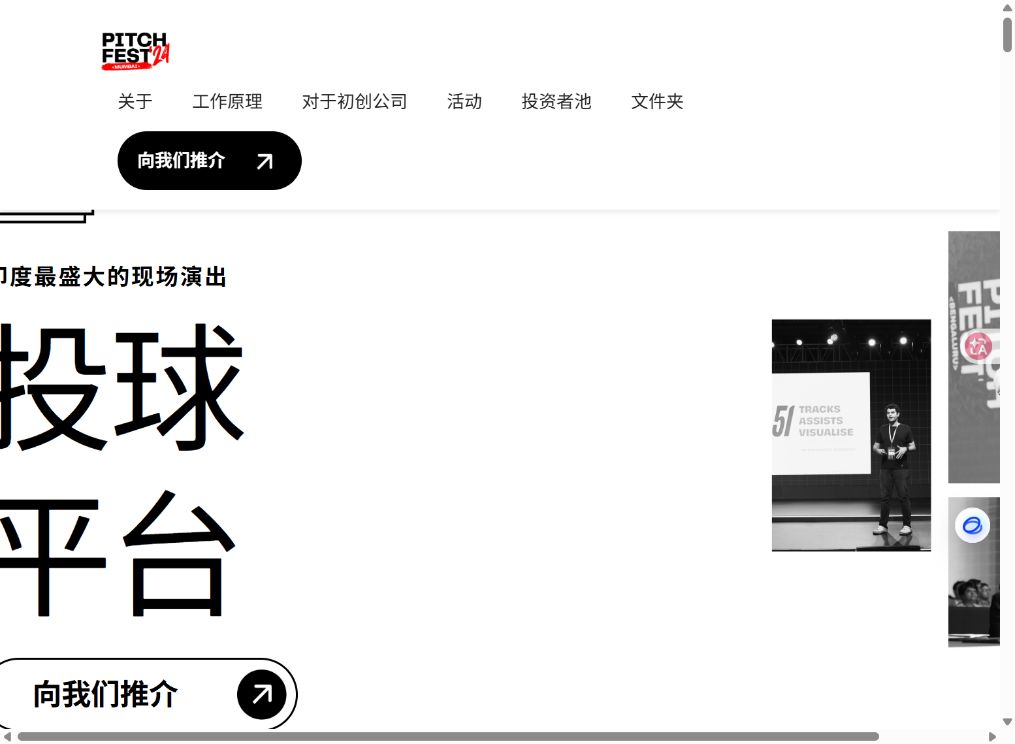 PITCH
FEST'24
<MUMBAI>
关于 工作原理 对于初创公司 活动 投资者池 文件夹
向我们推介
印度最盛大的现场演出
投球
平台
向我们推介
51 TRACKS
ASSISTS
VISUALISE
<BENGALURU>